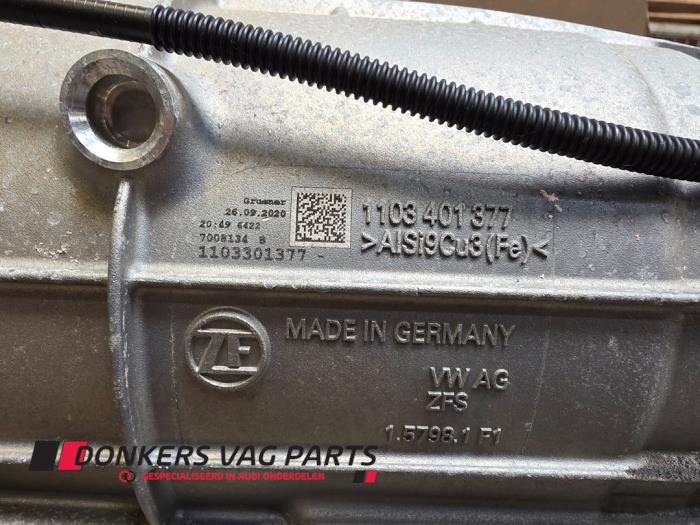 Gruener
26.09.2020
20:49 6422
7008134 B
1103301377 -
1103 401 377
>AlSi9Cu3(Fe)<
ZF
MADE IN GERMANY
VW AG
ZFS
1.5798.1 F1
DONKERS VAG PARTS
GESPECIALISEERD IN AUDI ONDERDELEN